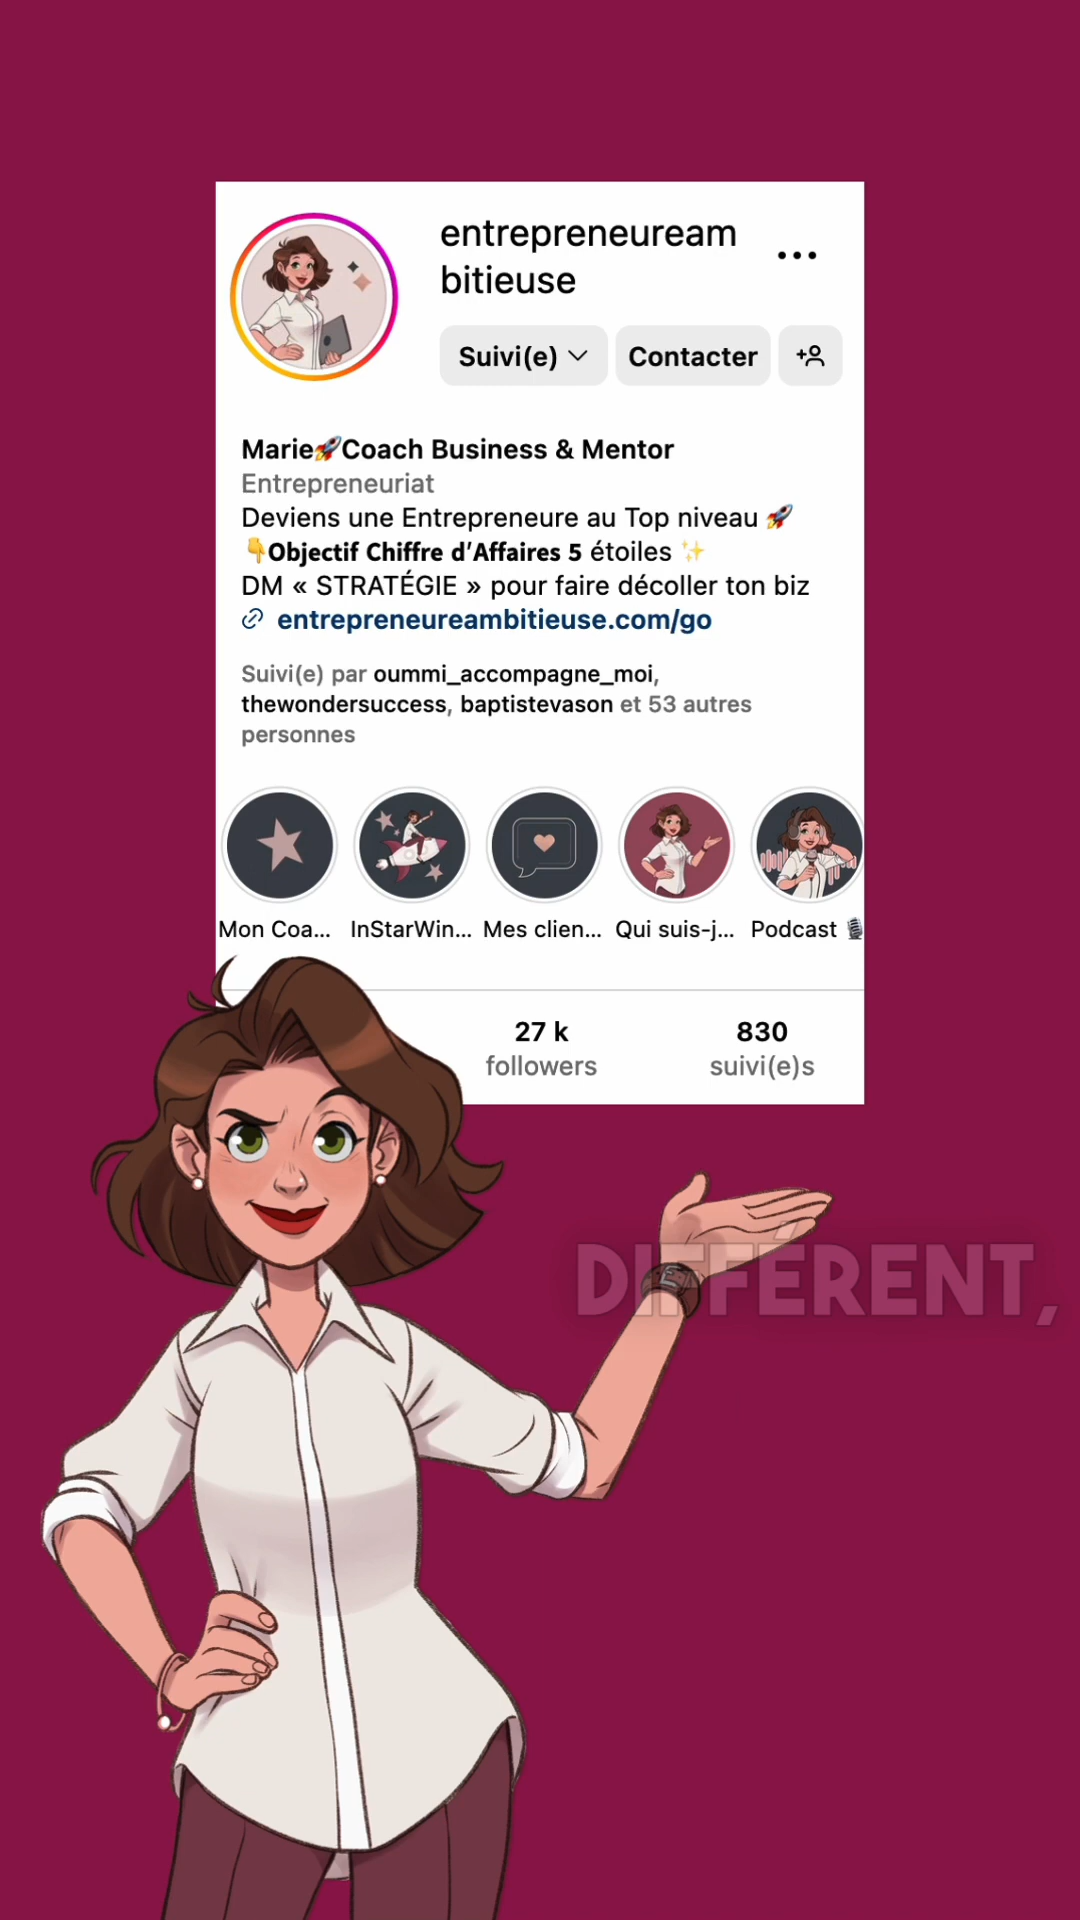 entrepreneuream
bitieuse
Suivi(e)
Contacter
Marie🚀Coach Business & Mentor
Entrepreneuriat
Deviens une Entrepreneure au Top niveau 🚀
👇Objectif Chiffre d'Affaires 5 étoiles ✨
DM « STRATÉGIE » pour faire décoller ton biz
entrepreneureambitieuse.com/go
Suivi(e) par oummi_accompagne_moi,
thewondersuccess, baptistevason et 53 autres
personnes
Mon Coa... InStarWin... Mes clien... Qui suis-j... Podcast 🎙
27 k 830
followers suivi(e)s
DIFFÉRENT,
E